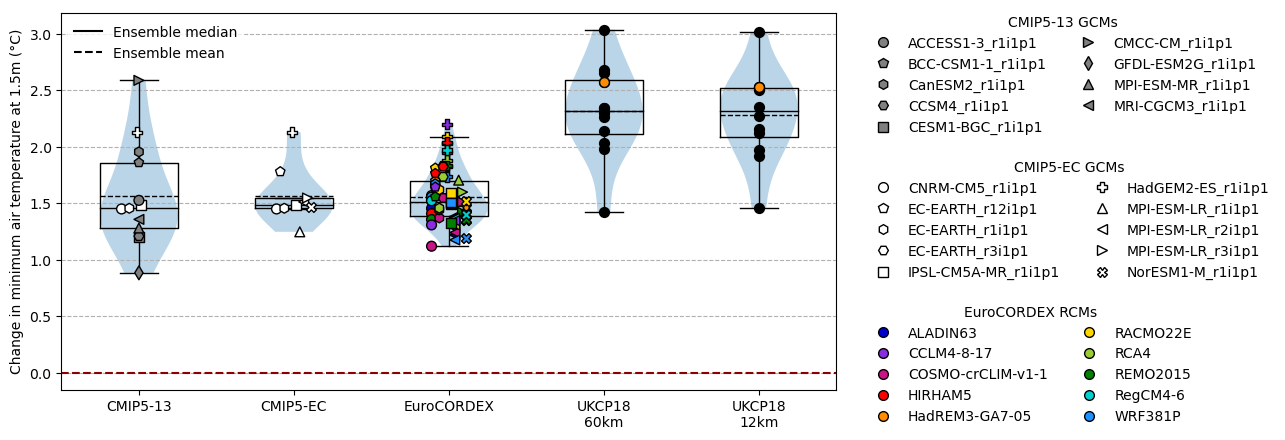 Change in minimum air temperature at 1.5m (°C)
3.0
2.5
2.0
1.5
1.0
0.5
0.0
Ensemble median
Ensemble mean
CMIP5-13
CMIP5-EC
EuroCORDEX
UKCP18
60km
UKCP18
12km
CMIP5-13 GCMs
ACCESS1-3_r1i1p1
BCC-CSM1-1_r1i1p1
CanESM2_r1i1p1
CCSM4_r1i1p1
CESM1-BGC_r1i1p1
CMCC-CM_r1i1p1
GFDL-ESM2G_r1i1p1
MPI-ESM-MR_r1i1p1
MRI-CGCM3_r1i1p1
CMIP5-EC GCMs
CNRM-CM5_r1i1p1
EC-EARTH_r12i1p1
EC-EARTH_r1i1p1
EC-EARTH_r3i1p1
IPSL-CM5A-MR_r1i1p1
HadGEM2-ES_r1i1p1
MPI-ESM-LR_r1i1p1
MPI-ESM-LR_r2i1p1
MPI-ESM-LR_r3i1p1
NorESM1-M_r1i1p1
EuroCORDEX RCMs
ALADIN63
CCLM4-8-17
COSMO-crCLIM-v1-1
HIRHAM5
HadREM3-GA7-05
RACMO22E
RCA4
REMO2015
RegCM4-6
WRF381P